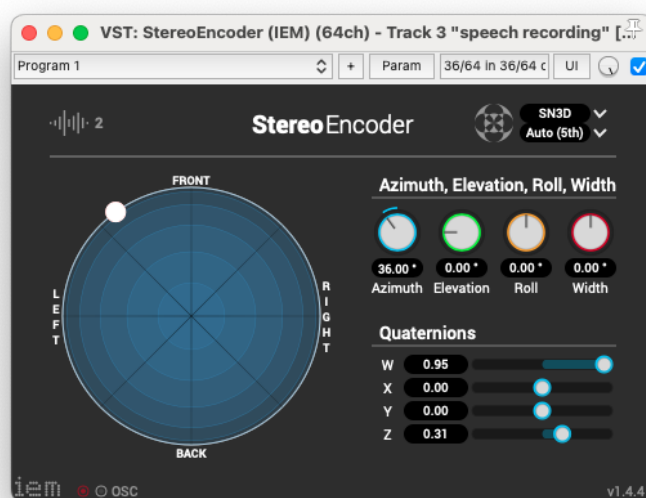 VST: StereoEncoder (IEM) (64ch) - Track 3 "speech recording" [...
Program 1 + Param 36/64 in 36/64 c UI
2 StereoEncoder SN3D
Auto (5th)
FRONT
LEFT
RIGHT
BACK
Azimuth, Elevation, Roll, Width
36.00 ° 0.00 ° 0.00 ° 0.00 °
Azimuth Elevation Roll Width
Quaternions
W 0.95
X 0.00
Y 0.00
Z 0.31
iem OSC v1.4.4